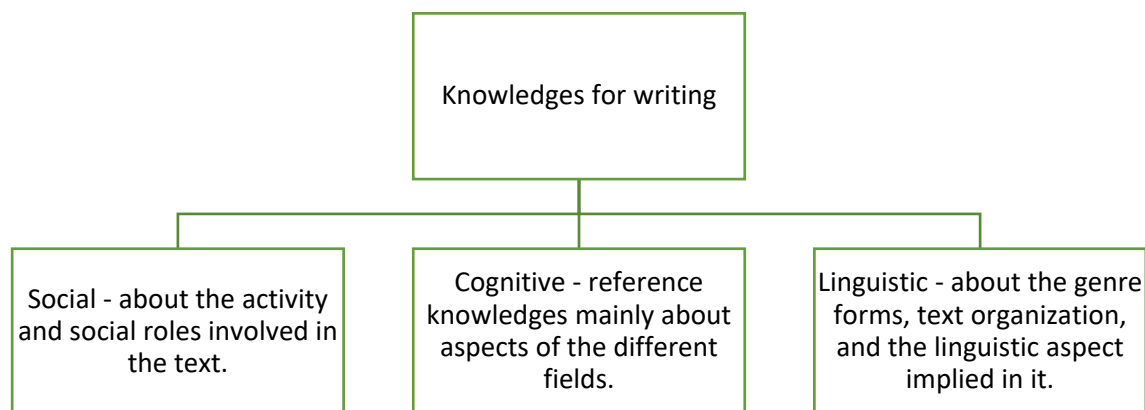 Knowledges for writing
Social - about the activity
and social roles involved in
the text.
Cognitive - reference
knowledges mainly about
aspects of the different
fields.
Linguistic - about the genre
forms, text organization,
and the linguistic aspect
implied in it.